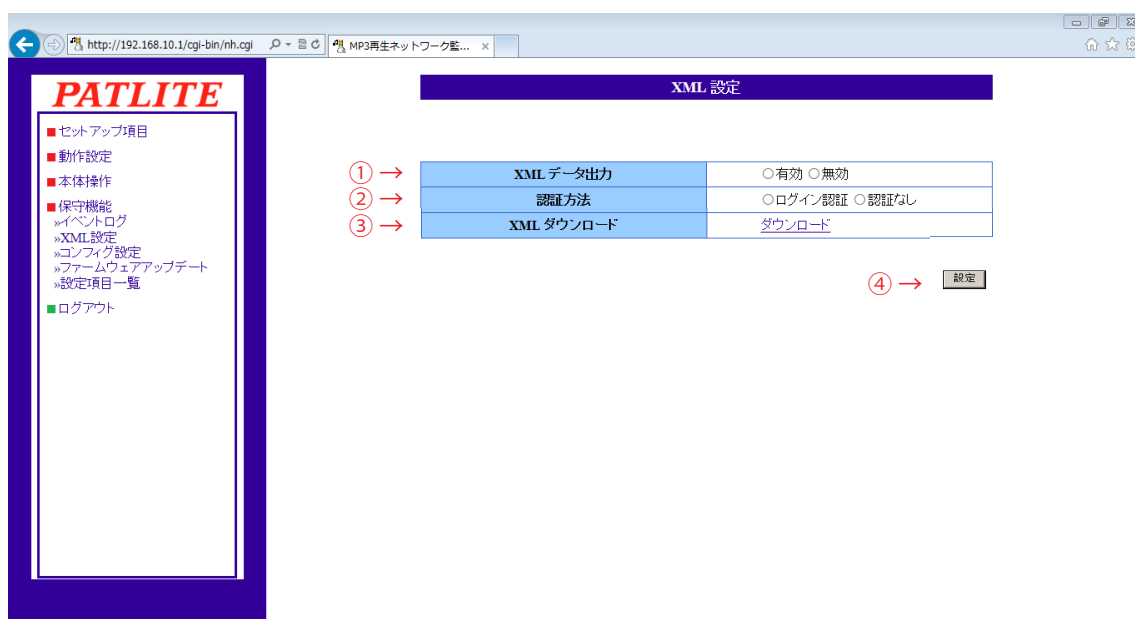 http://192.168.10.1/cgi-bin/nh.cgi
MP3再生ネットワーク監...
PATLITE
■セットアップ項目
■動作設定
■本体操作
■保守機能
»イベントログ
»XML設定
»コンフィグ設定
»ファームウェアアップデート
»設定項目一覧
■ログアウト
XML 設定
① → XML データ出力 ○有効 ○無効
② → 認証方法 ○ログイン認証 ○認証なし
③ → XML ダウンロード ダウンロード
④ → 設定